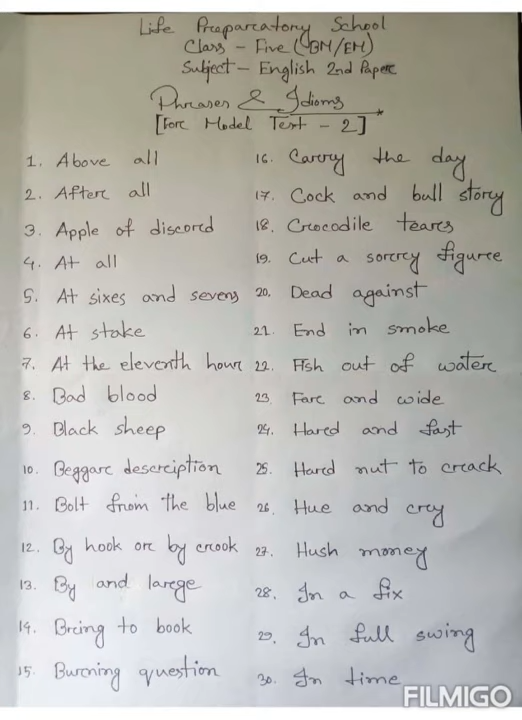 Life Preparatory School
Class - Five (BM/EM)
Subject - English 2nd Paper
Phrases & Idioms
[For Model Test - 2]
1. Above all
2. After all
3. Apple of discord
4. At all
5. At sixes and sevens
6. At stake
7. At the eleventh hour
8. Bad blood
9. Black sheep
10. Beggar description
11. Bolt from the blue
12. By hook or by crook
13. By and large
14. Bring to book
15. Burning question
16. Carry the day
17. Cock and bull story
18. Crocodile tears
19. Cut a sorry figure
20. Dead against
21. End in smoke
22. Fish out of water
23. Far and wide
24. Hard and fast
25. Hard nut to crack
26. Hue and cry
27. Hush money
28. In a fix
29. In full swing
30. In time
FILMIGO